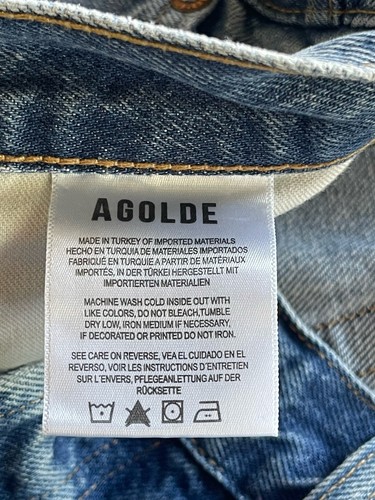 AGOLDE
MADE IN TURKEY OF IMPORTED MATERIALS
HECHO EN TURQUIA DE MATERIALES IMPORTADOS
FABRIQUÉ EN TURQUIE A PARTIR DE MATÉRIAUX
IMPORTÉS, IN DER TÜRKEI HERGESTELLT MIT
IMPORTIERTEN MATERIALIEN
MACHINE WASH COLD INSIDE OUT WITH
LIKE COLORS, DO NOT BLEACH,TUMBLE
DRY LOW, IRON MEDIUM IF NECESSARY,
IF DECORATED OR PRINTED DO NOT IRON.
SEE CARE ON REVERSE, VEA EL CUIDADO EN EL
REVERSO, VOIR LES INSTRUCTIONS D'ENTRETIEN
SUR L'ENVERS, PFLEGEANLEITUNG AUF DER
RÜCKSETTE